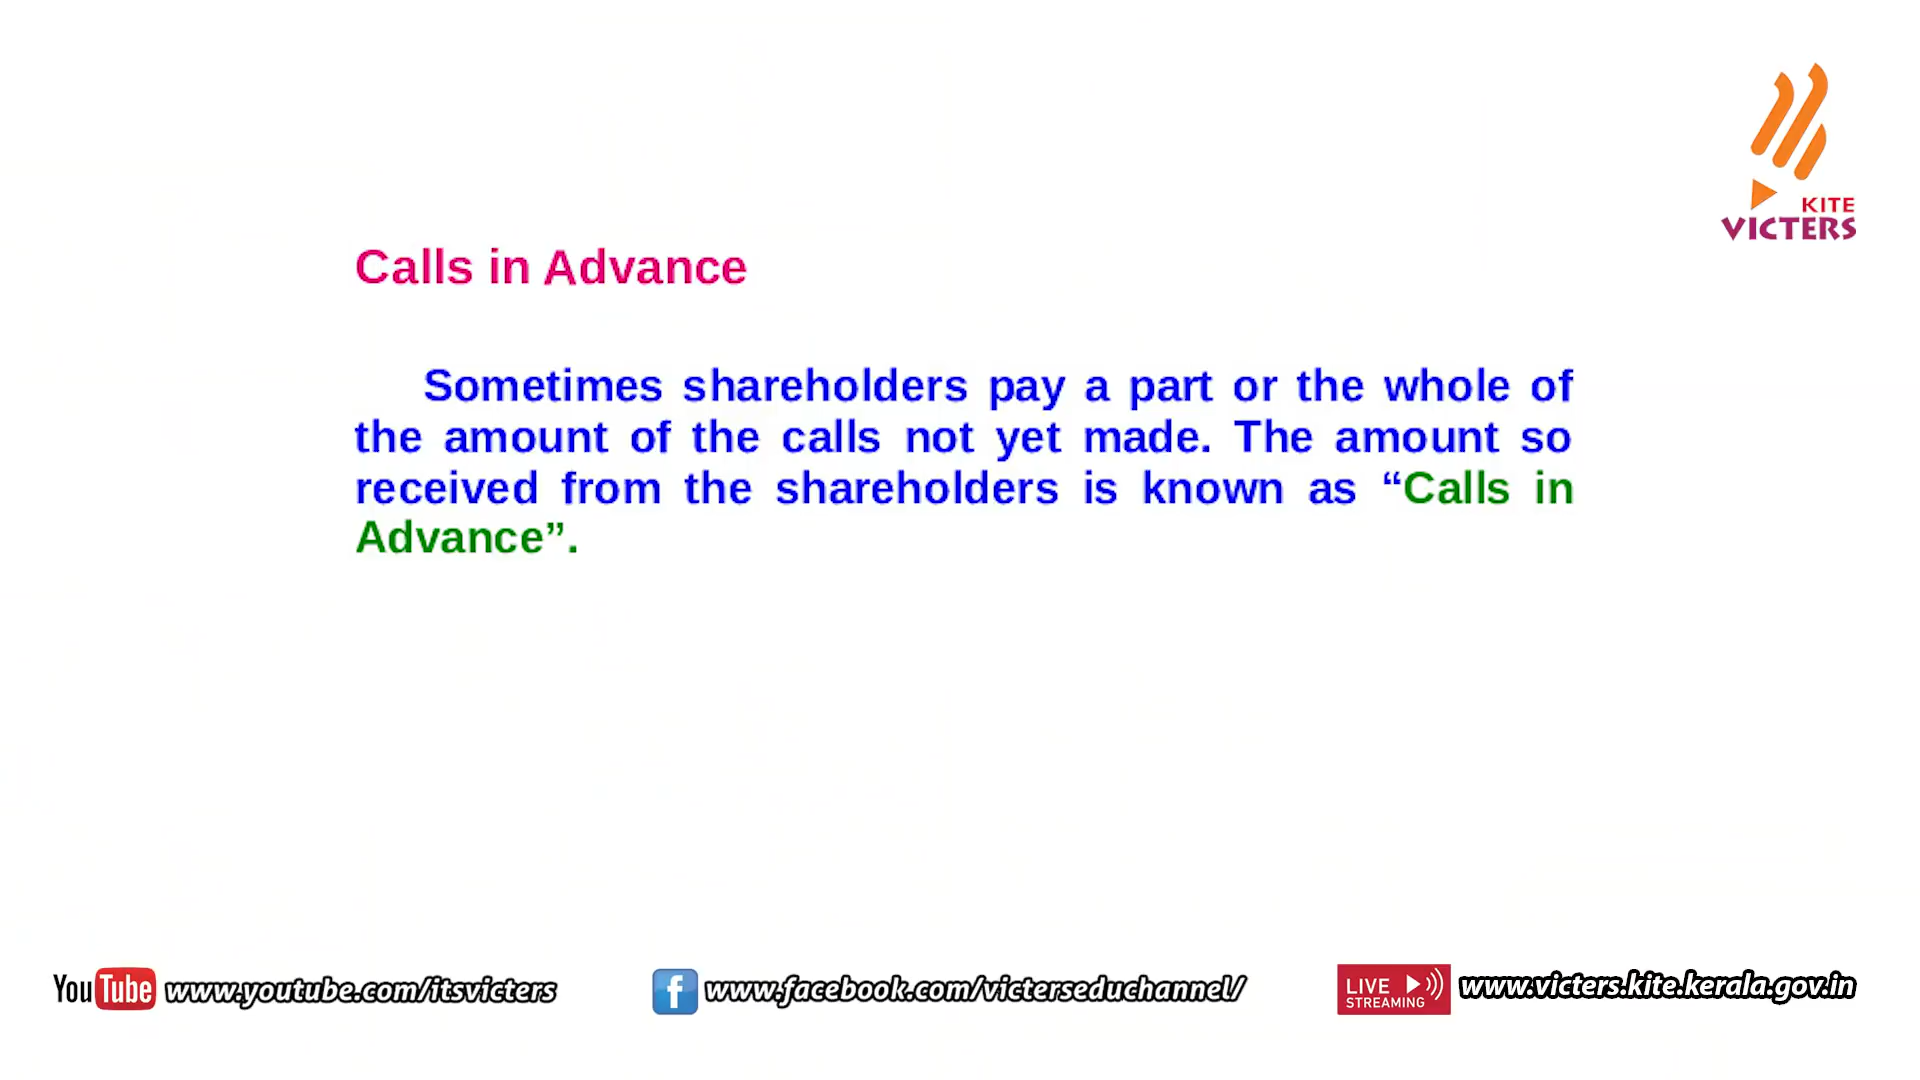 KITE
VICTERS
Calls in Advance
Sometimes shareholders pay a part or the whole of
the amount of the calls not yet made. The amount so
received from the shareholders is known as “Calls in
Advance”.
YouTube www.youtube.com/itsvicters
f www.facebook.com/victerseduchannel/
LIVE STREAMING www.victers.kite.kerala.gov.in